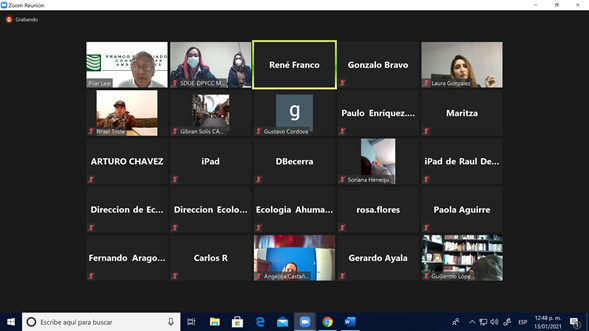 Zoom Reunión
Grabando
FRANCO
Pilar Leal
SDUE-DPYCC M...
René Franco
Gonzalo Bravo
Laura González
Israel Triste
Gibran Solis CA...
g
Gustavo Cordova
Paulo Enríquez....
Maritza
ARTURO CHAVEZ
iPad
DBecerra
Soriana Henequ...
iPad de Raul De...
Direccion de Ec...
Direccion Ecolo...
Ecologia Ahuma...
rosa.flores
Paola Aguirre
Fernando Arago...
Carlos R
Angélica Castañ...
Gerardo Ayala
Guillermo Lope...
Escribe aquí para buscar
ESP
12:48 p. m.
13/01/2021